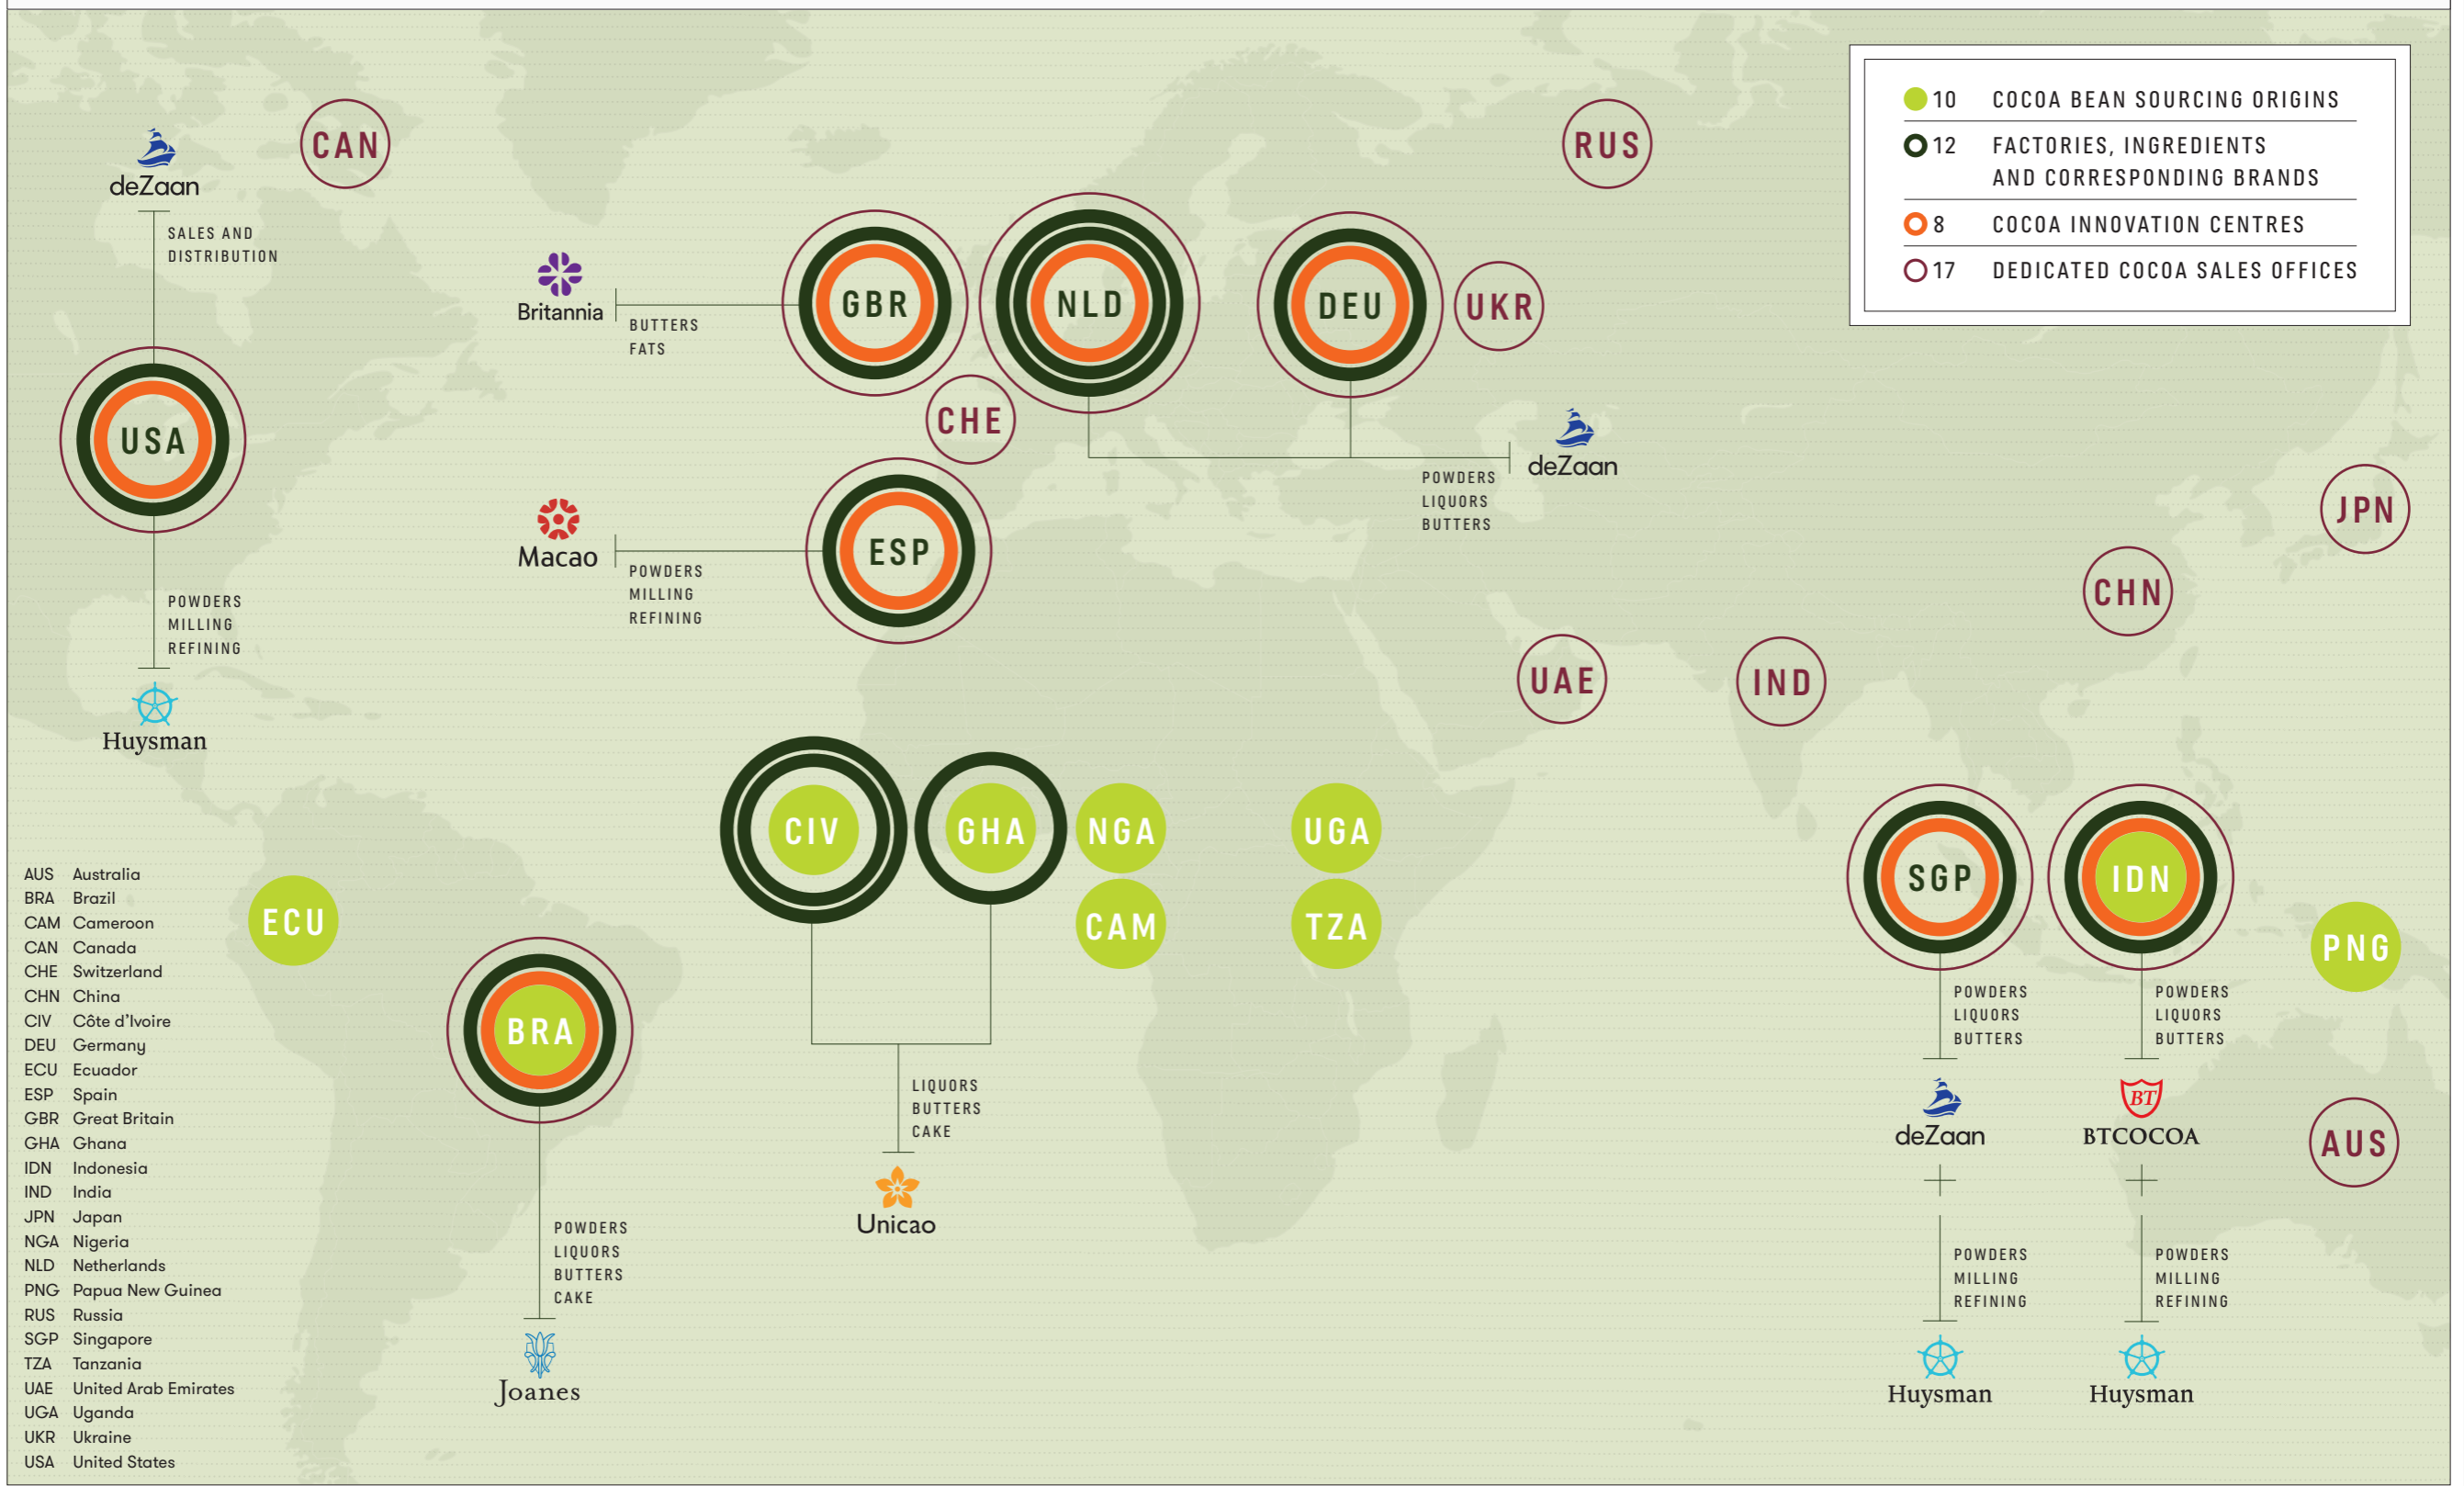 10 COCOA BEAN SOURCING ORIGINS
12 FACTORIES, INGREDIENTS
AND CORRESPONDING BRANDS
8 COCOA INNOVATION CENTRES
17 DEDICATED COCOA SALES OFFICES
CAN
RUS
deZaan
SALES AND
DISTRIBUTION
USA
POWDERS
MILLING
REFINING
Huysman
Britannia
BUTTERS
FATS
GBR
NLD
DEU
UKR
CHE
POWDERS
LIQUORS
BUTTERS
deZaan
Macao
POWDERS
MILLING
REFINING
ESP
JPN
CHN
UAE
IND
CIV
GHA
NGA
UGA
CAM
TZA
LIQUORS
BUTTERS
CAKE
Unicao
ECU
BRA
POWDERS
LIQUORS
BUTTERS
CAKE
Joanes
SGP
POWDERS
LIQUORS
BUTTERS
deZaan
POWDERS
MILLING
REFINING
Huysman
IDN
POWDERS
LIQUORS
BUTTERS
BT
BTCOCOA
POWDERS
MILLING
REFINING
Huysman
PNG
AUS
AUS Australia
BRA Brazil
CAM Cameroon
CAN Canada
CHE Switzerland
CHN China
CIV Côte d’Ivoire
DEU Germany
ECU Ecuador
ESP Spain
GBR Great Britain
GHA Ghana
IDN Indonesia
IND India
JPN Japan
NGA Nigeria
NLD Netherlands
PNG Papua New Guinea
RUS Russia
SGP Singapore
TZA Tanzania
UAE United Arab Emirates
UGA Uganda
UKR Ukraine
USA United States